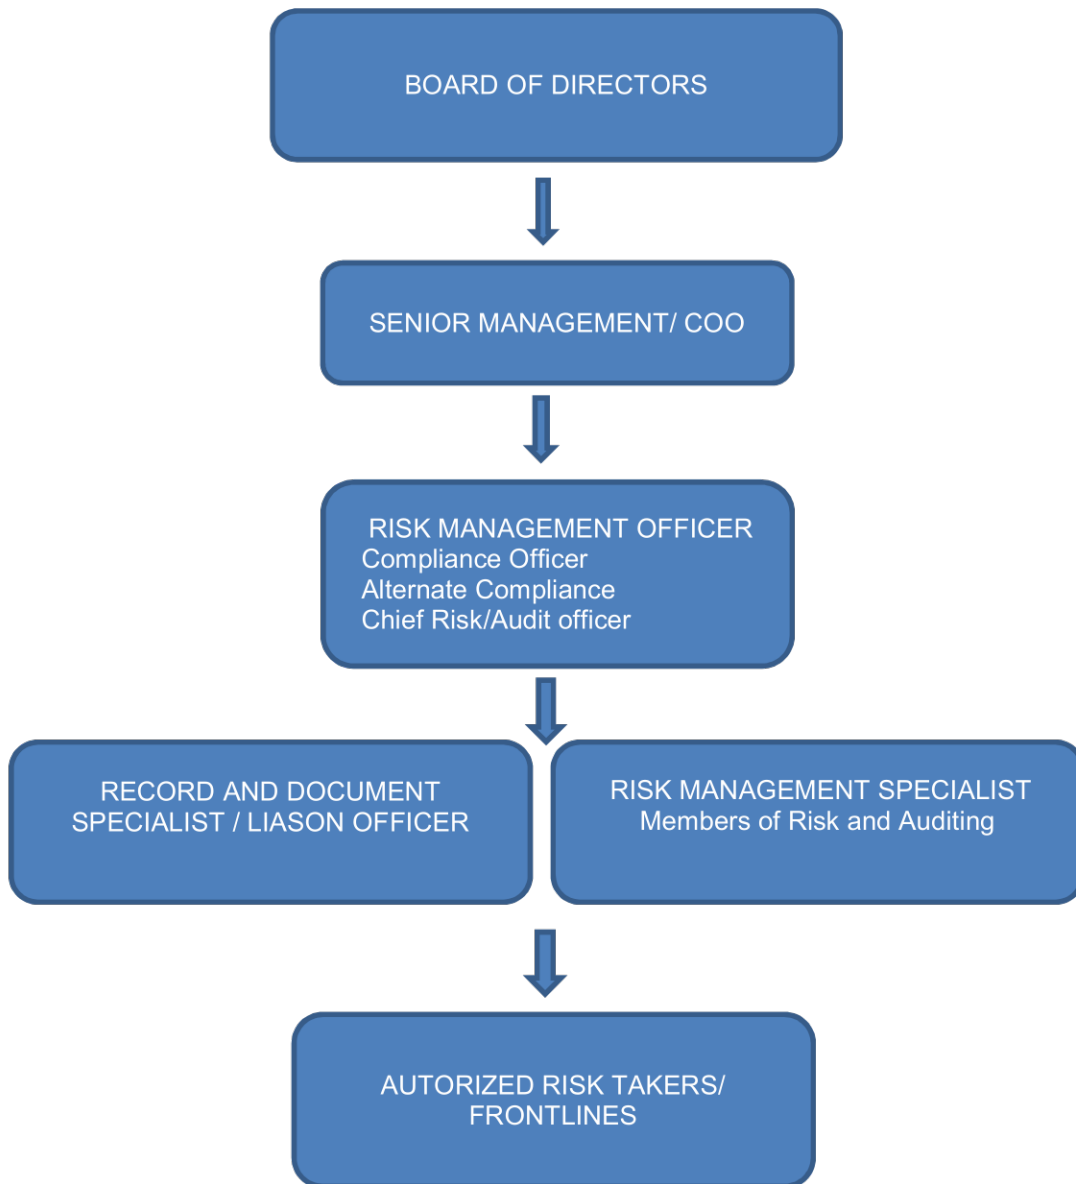 BOARD OF DIRECTORS
SENIOR MANAGEMENT/ COO
RISK MANAGEMENT OFFICER
Compliance Officer
Alternate Compliance
Chief Risk/Audit officer
RECORD AND DOCUMENT
SPECIALIST / LIASON OFFICER
RISK MANAGEMENT SPECIALIST
Members of Risk and Auditing
AUTORIZED RISK TAKERS/
FRONTLINES